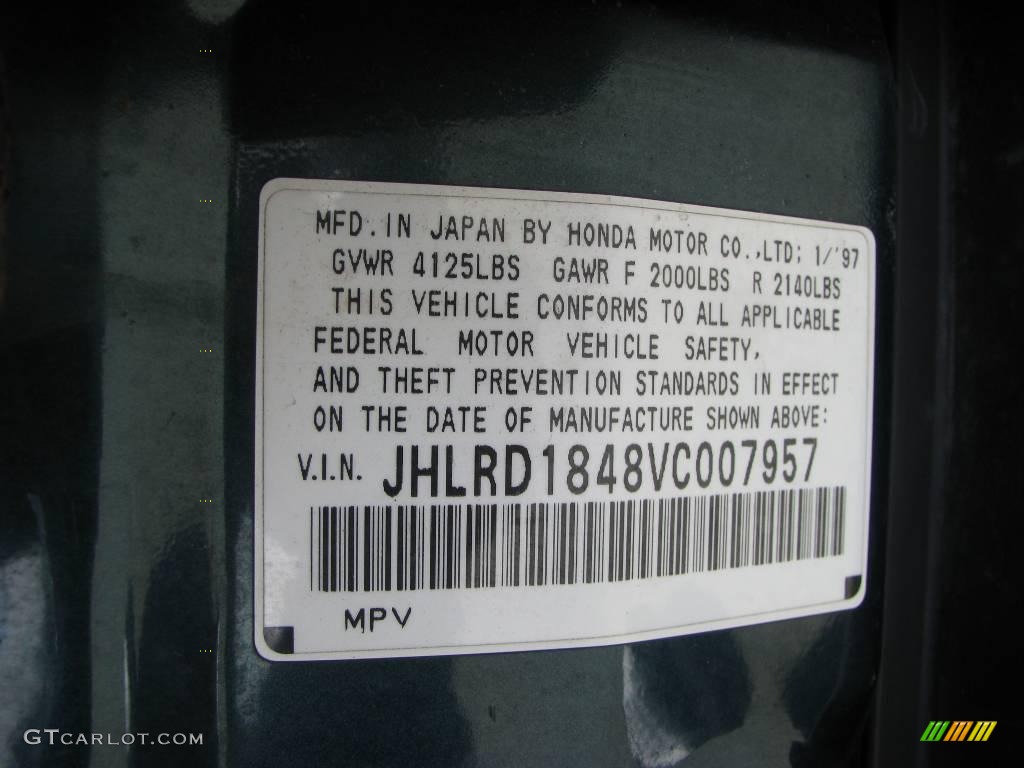 MFD. IN JAPAN BY HONDA MOTOR CO.,LTD; 1/'97
GVWR 4125LBS GAWR F 2000LBS R 2140LBS
THIS VEHICLE CONFORMS TO ALL APPLICABLE
FEDERAL MOTOR VEHICLE SAFETY,
AND THEFT PREVENTION STANDARDS IN EFFECT
ON THE DATE OF MANUFACTURE SHOWN ABOVE:
V.I.N. JHLRD1848VC007957
MPV
GTCARLOT.COM